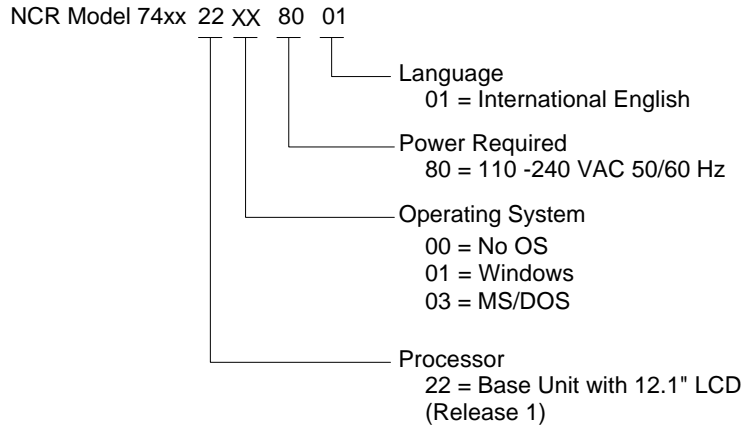 NCR Model 74xx 22 XX 80 01
Language
01 = International English
Power Required
80 = 110 -240 VAC 50/60 Hz
Operating System
00 = No OS
01 = Windows
03 = MS/DOS
Processor
22 = Base Unit with 12.1" LCD
(Release 1)